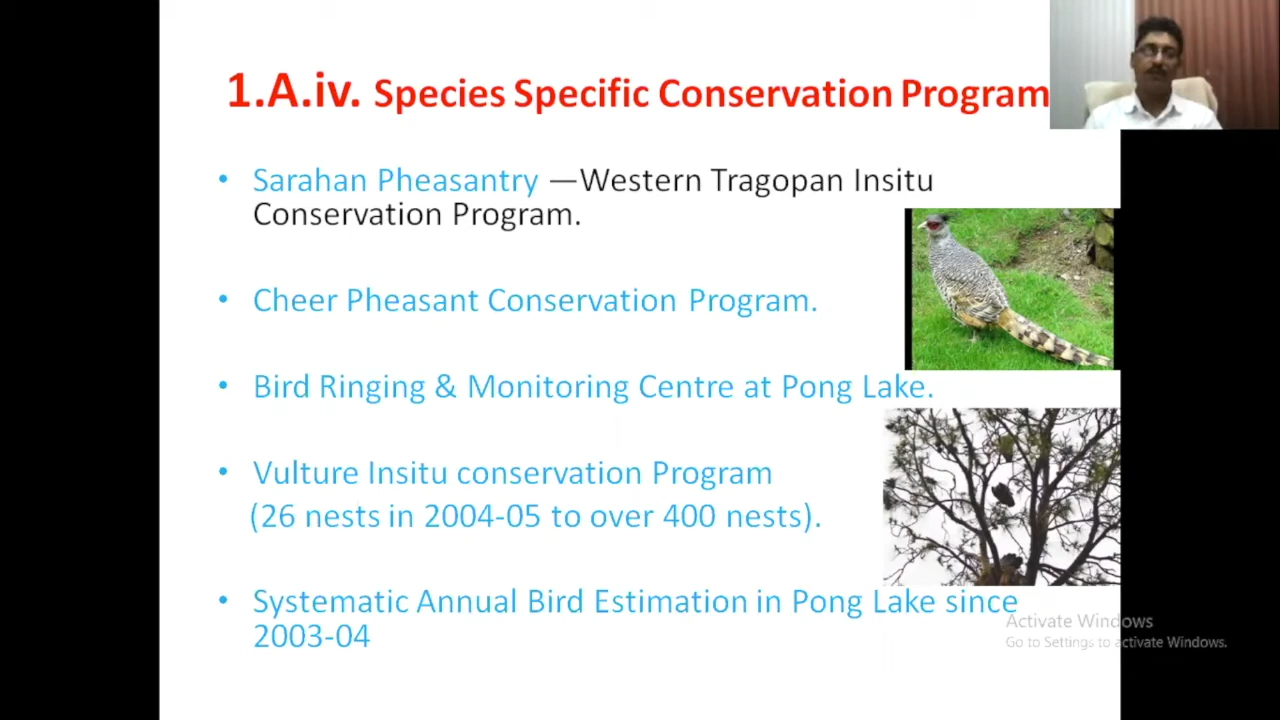 1.A.iv. Species Specific Conservation Program
• Sarahan Pheasantry —Western Tragopan Insitu
Conservation Program.
• Cheer Pheasant Conservation Program.
• Bird Ringing & Monitoring Centre at Pong Lake.
• Vulture Insitu conservation Program
(26 nests in 2004-05 to over 400 nests).
• Systematic Annual Bird Estimation in Pong Lake since
2003-04
Activate Windows
Go to Settings to activate Windows.